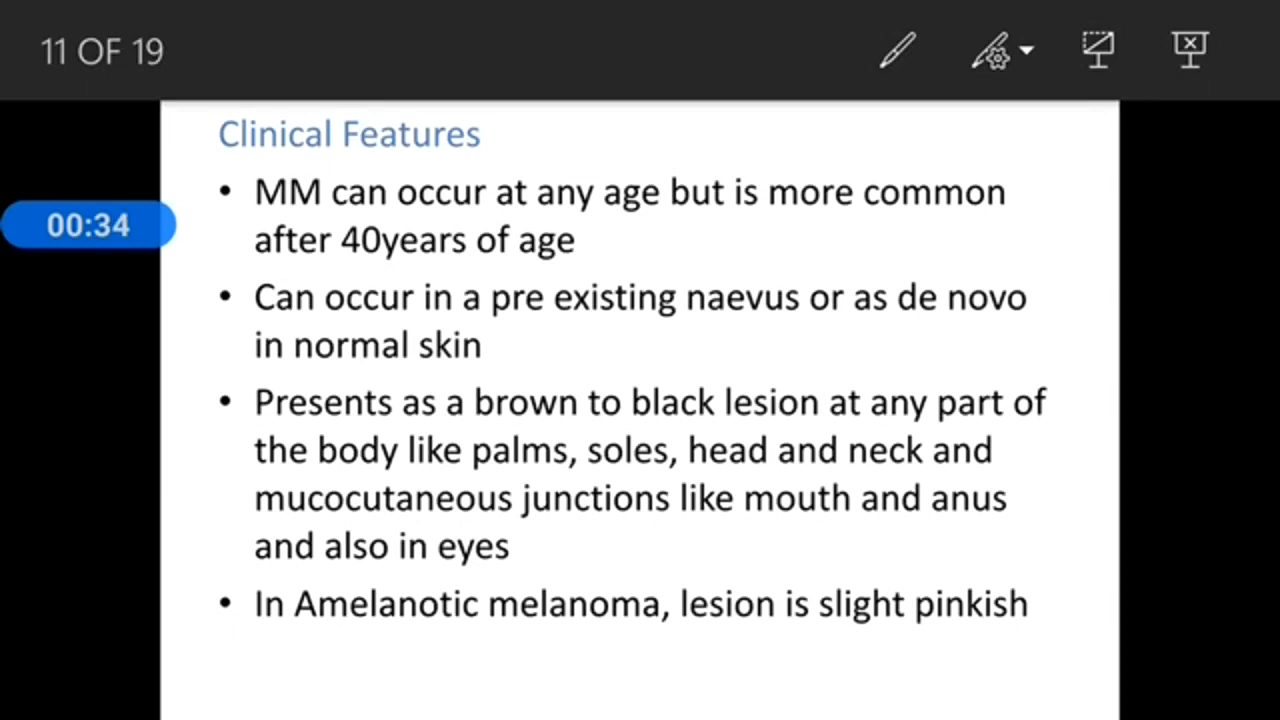 11 OF 19
Clinical Features
00:34
• MM can occur at any age but is more common
after 40years of age
• Can occur in a pre existing naevus or as de novo
in normal skin
• Presents as a brown to black lesion at any part of
the body like palms, soles, head and neck and
mucocutaneous junctions like mouth and anus
and also in eyes
• In Amelanotic melanoma, lesion is slight pinkish